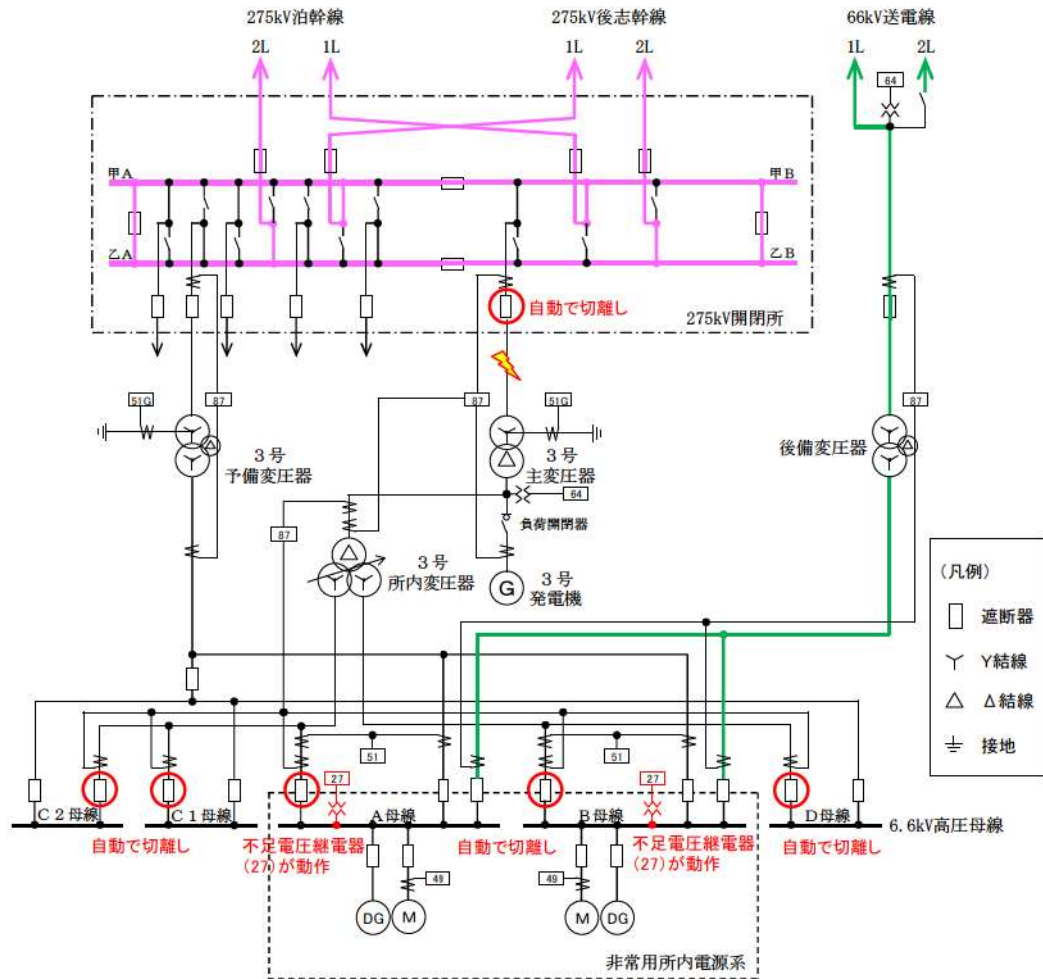 275kV泊幹線
275kV後志幹線
66kV送電線
2L
1L
1L
2L
1L
2L
64
甲A
甲B
乙A
乙B
自動で切離し
275kV開閉所
51G
87
87
51G
87
3号
予備変圧器
3号
主変圧器
後備変圧器
64
87
負荷開閉器
3号
所内変圧器
G
3号
発電機
(凡例)
遮断器
Y結線
Δ結線
接地
51
51
27
27
C2母線
C1母線
A母線
B母線
D母線
6.6kV高圧母線
自動で切離し
不足電圧継電器
(27)が動作
自動で切離し
不足電圧継電器
(27)が動作
自動で切離し
49
49
DG
M
M
DG
非常用所内電源系